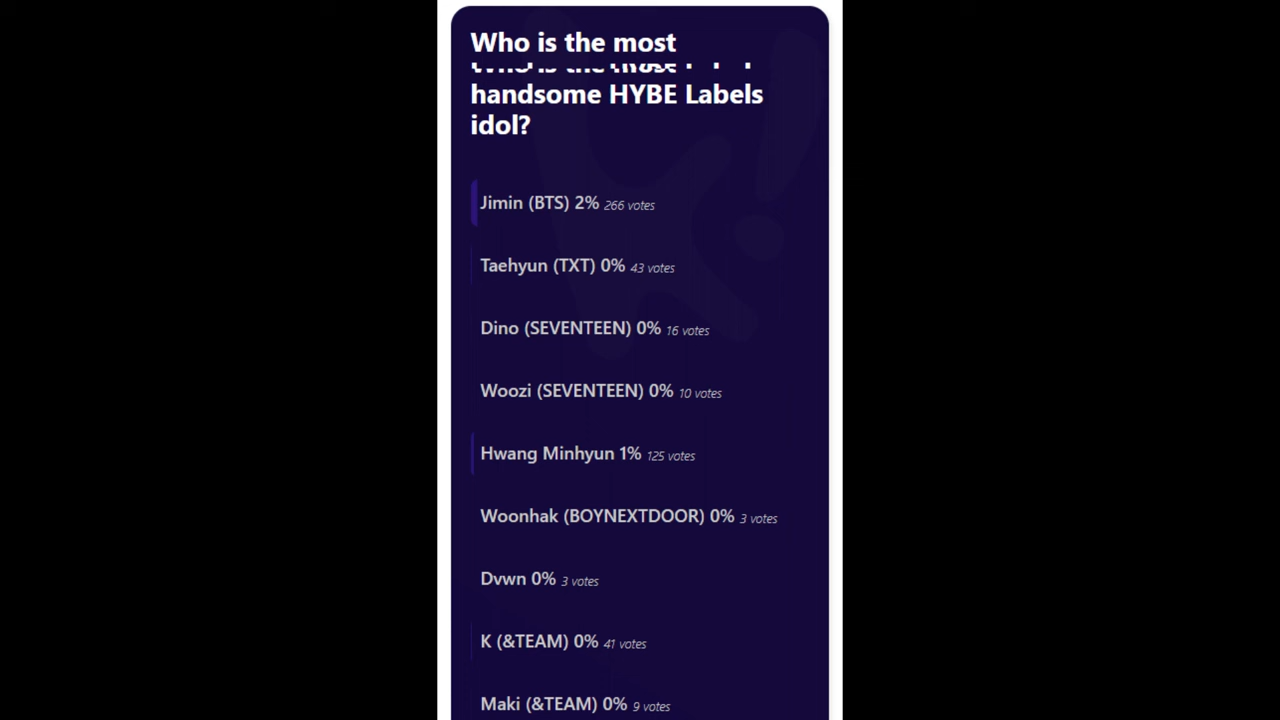 Who is the most
handsome HYBE Labels
idol?
Jimin (BTS) 2% 266 votes
Taehyun (TXT) 0% 43 votes
Dino (SEVENTEEN) 0% 16 votes
Woozi (SEVENTEEN) 0% 10 votes
Hwang Minhyun 1% 125 votes
Woonhak (BOYNEXTDOOR) 0% 3 votes
Dvwn 0% 3 votes
K (&TEAM) 0% 41 votes
Maki (&TEAM) 0% 9 votes